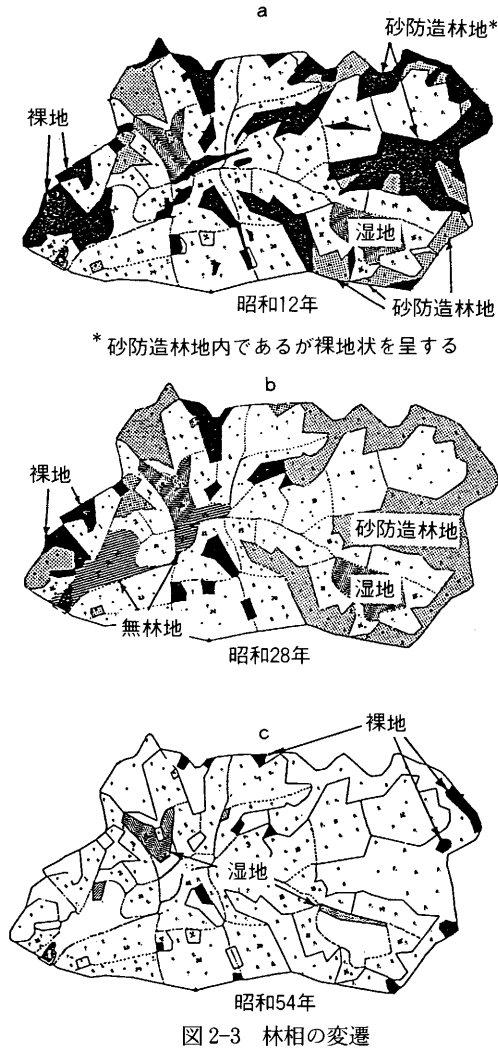 a
砂防造林地*
裸地
湿地
砂防造林地
昭和12年
*砂防造林地内であるが裸地状を呈する
b
裸地
砂防造林地
湿地
無林地
昭和28年
c
裸地
湿地
昭和54年
図2-3 林相の変遷